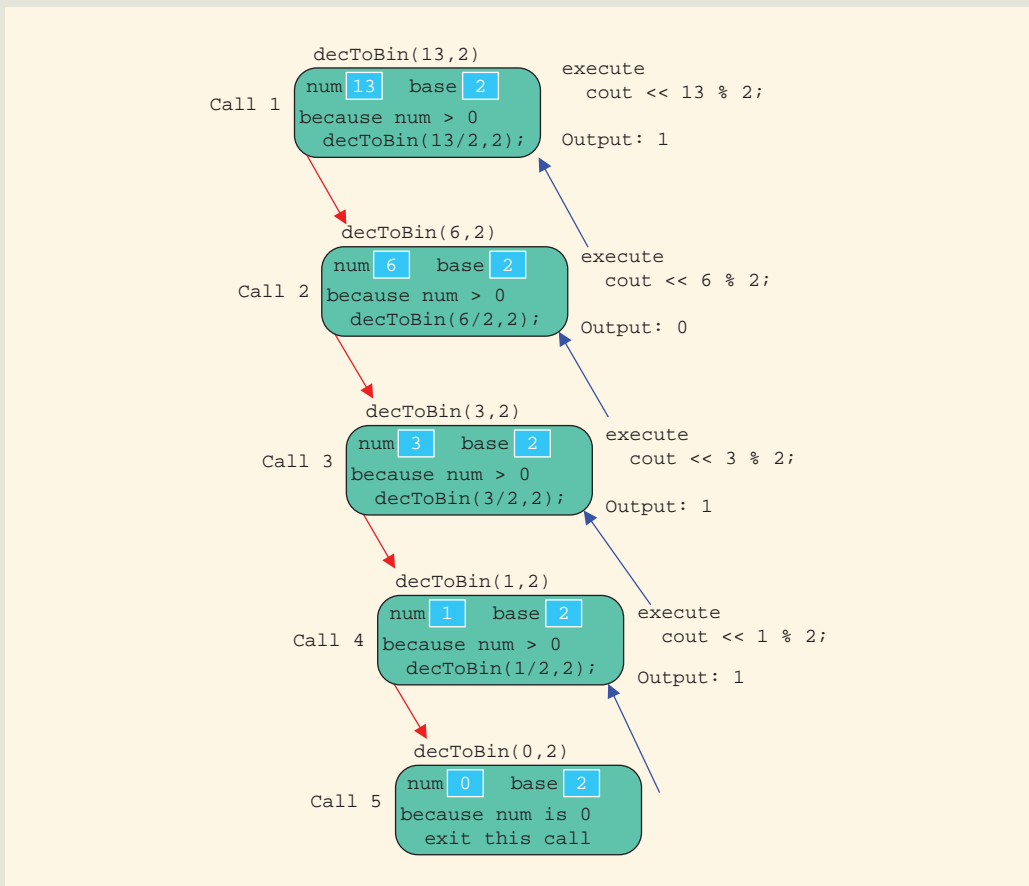 decToBin(13,2)
num 13 base 2
Call 1
because num > 0
decToBin(13/2,2);
execute
cout << 13 % 2;
Output: 1
decToBin(6,2)
num 6 base 2
Call 2
because num > 0
decToBin(6/2,2);
execute
cout << 6 % 2;
Output: 0
decToBin(3,2)
num 3 base 2
Call 3
because num > 0
decToBin(3/2,2);
execute
cout << 3 % 2;
Output: 1
decToBin(1,2)
num 1 base 2
Call 4
because num > 0
decToBin(1/2,2);
execute
cout << 1 % 2;
Output: 1
decToBin(0,2)
num 0 base 2
Call 5
because num is 0
exit this call